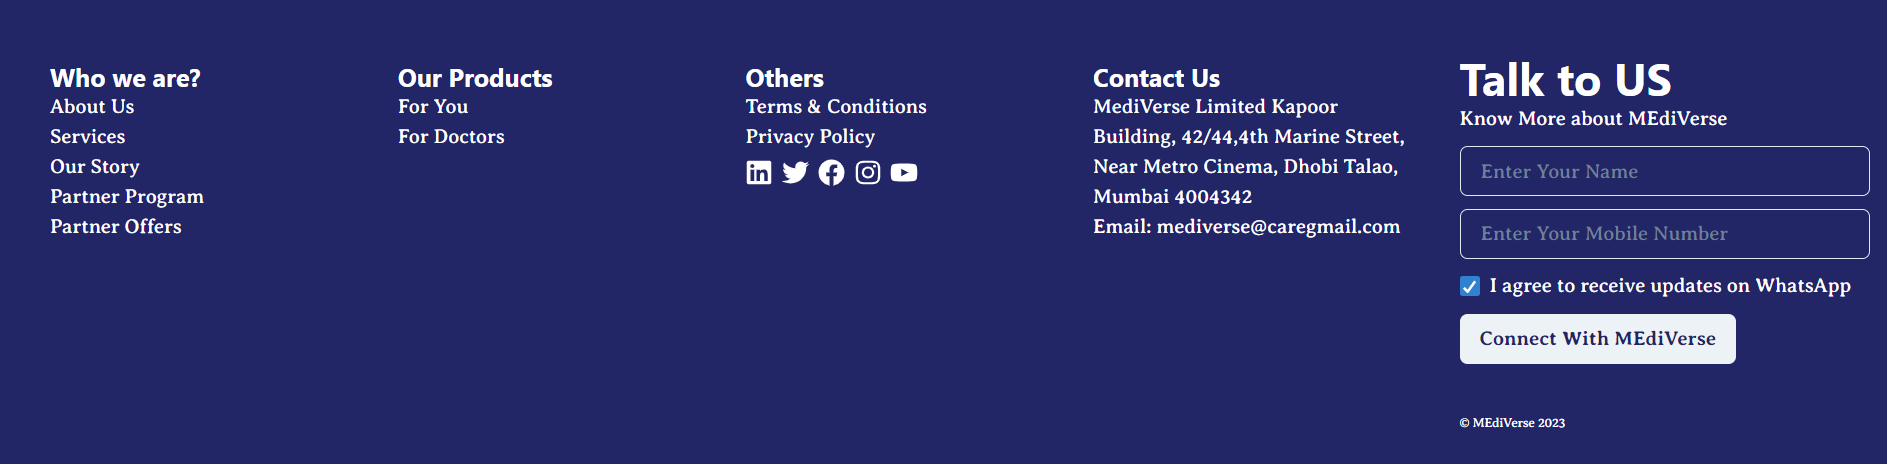 Who we are?
About Us
Services
Our Story
Partner Program
Partner Offers
Our Products
For You
For Doctors
Others
Terms & Conditions
Privacy Policy
Contact Us
MediVerse Limited Kapoor
Building, 42/44,4th Marine Street,
Near Metro Cinema, Dhobi Talao,
Mumbai 4004342
Email: mediverse@caregmail.com
Talk to US
Know More about MEdiVerse
Enter Your Name
Enter Your Mobile Number
I agree to receive updates on WhatsApp
Connect With MEdiVerse
© MEdiVerse 2023